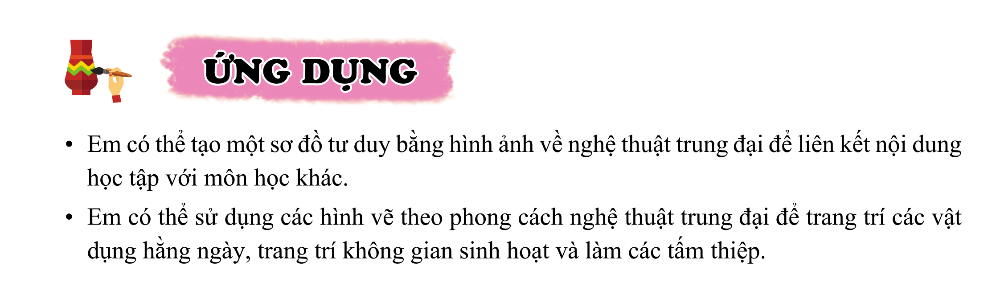 ỨNG DỤNG
• Em có thể tạo một sơ đồ tư duy bằng hình ảnh về nghệ thuật trung đại để liên kết nội dung
học tập với môn học khác.
• Em có thể sử dụng các hình vẽ theo phong cách nghệ thuật trung đại để trang trí các vật
dụng hằng ngày, trang trí không gian sinh hoạt và làm các tấm thiệp.